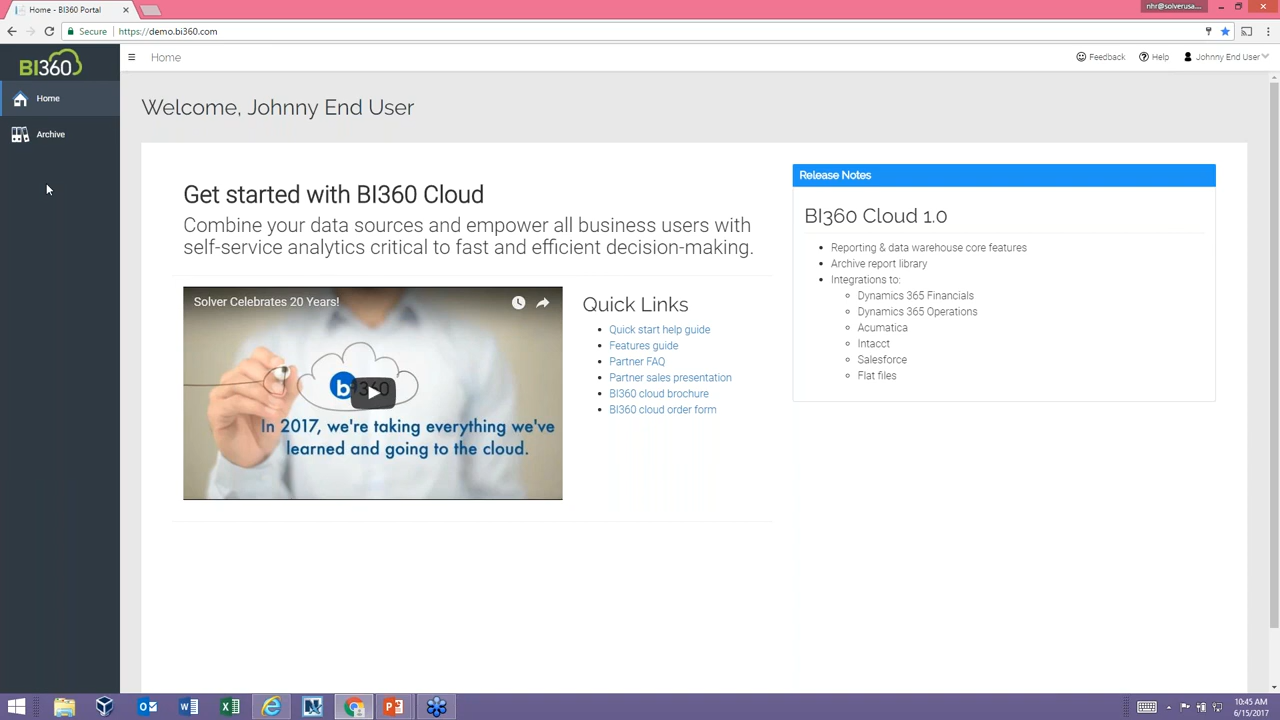 Home - BI360 Portal
nhr@solverusa....
Secure
https://demo.bi360.com
BI360
Home
Feedback
Help
Johnny End User
Home
Archive
Welcome, Johnny End User
Get started with BI360 Cloud
Combine your data sources and empower all business users with
self-service analytics critical to fast and efficient decision-making.
Solver Celebrates 20 Years!
In 2017, we're taking everything we've
learned and going to the cloud.
Quick Links
Quick start help guide
Features guide
Partner FAQ
Partner sales presentation
BI360 cloud brochure
BI360 cloud order form
Release Notes
BI360 Cloud 1.0
Reporting & data warehouse core features
Archive report library
Integrations to:
Dynamics 365 Financials
Dynamics 365 Operations
Acumatica
Intacct
Salesforce
Flat files
10:45 AM
6/15/2017